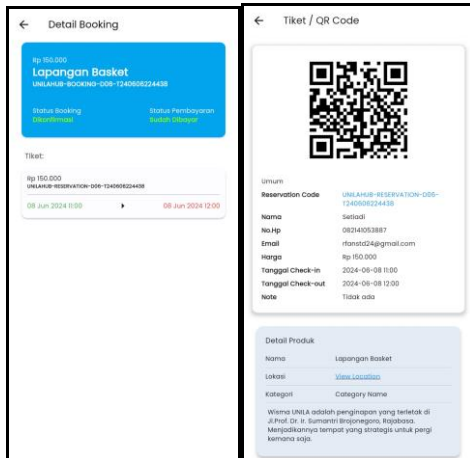 Detail Booking
Rp 150.000
Lapangan Basket
UNILAHUB-BOOKING-D06-T240606224438
Status Booking
Status Pembayaran
Dikonfirmasi
Sudah Dibayar
Tiket:
Rp 150.000
UNILAHUB-RESERVATION-D06-T240606224438
08 Jun 2024 11:00
08 Jun 2024 12:00
Tiket / QR Code
Umum
Reservation Code
UNILAHUB-RESERVATION-D06-
T240606224438
Nama
Setiadi
No.Hp
082141053887
Email
rfanstd24@gmail.com
Harga
Rp 150.000
Tanggal Check-in
2024-06-08 11:00
Tanggal Check-out
2024-06-08 12:00
Note
Tidak ada
Detail Produk
Nama
Lapangan Basket
Lokasi
View Location
Kategori
Category Name
Wisma UNILA adalah penginapan yang terletak di
Jl.Prof. Dr. Ir. Sumantri Brojonegoro, Rajabasa.
Menjadikannya tempat yang strategis untuk pergi
kemana saja.